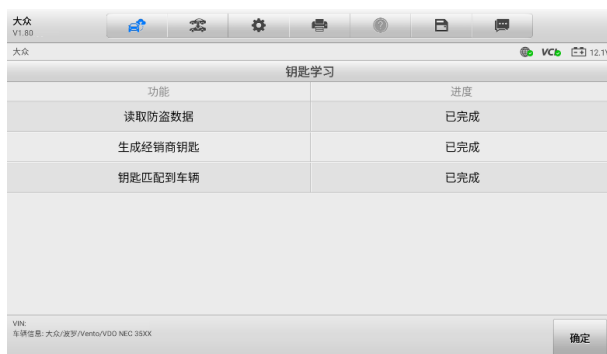 大众
V1.80
大众
VCI
12.1V
钥匙学习
功能 进度
读取防盗数据 已完成
生成经销商钥匙 已完成
钥匙匹配到车辆 已完成
VIN:
车辆信息: 大众/波罗/Vento/VDO NEC 35XX
确定